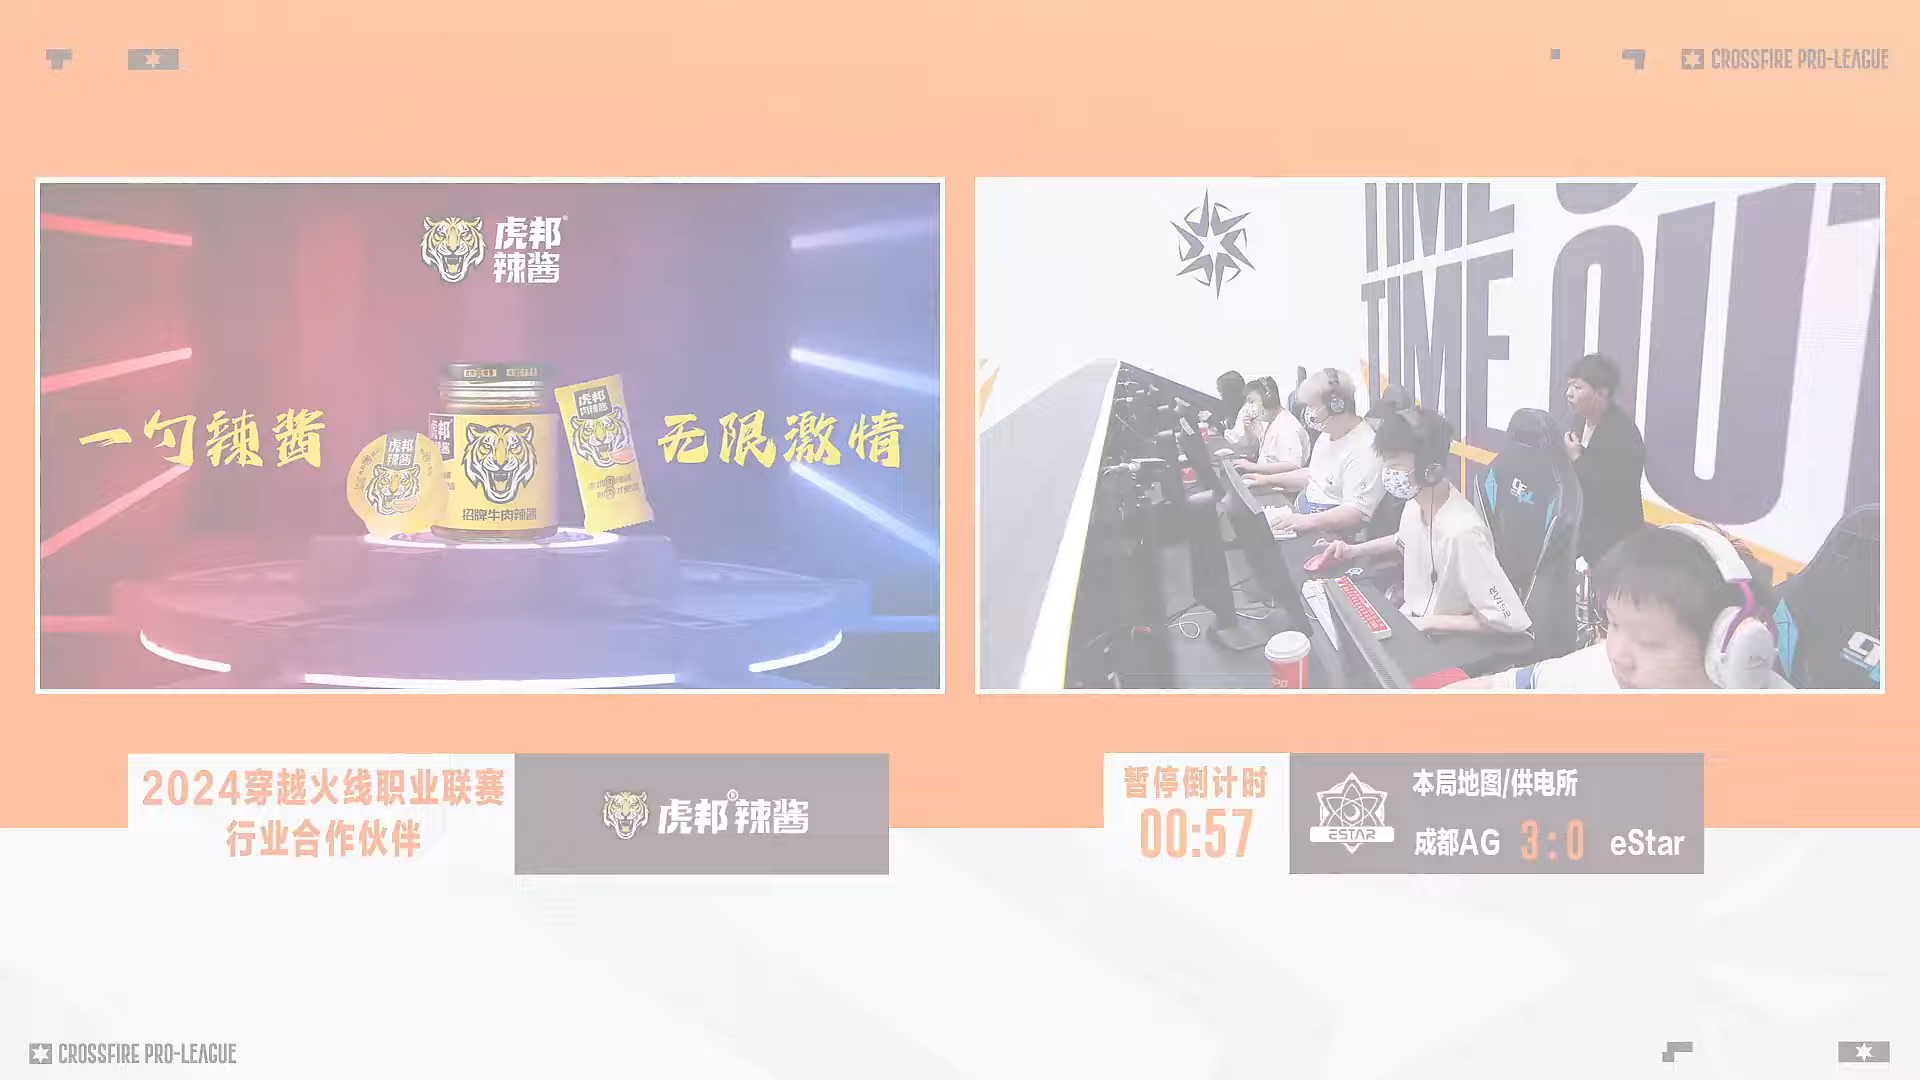 CROSSFIRE PRO-LEAGUE
虎邦
辣酱
一勺辣酱
无限激情
虎邦
辣酱
招牌牛肉辣酱
虎邦
TIME
TIME OUT
2024穿越火线职业联赛
行业合作伙伴
虎邦®辣酱
暂停倒计时
00:57
ESTAR
本局地图/供电所
成都AG 3:0 eStar
CROSSFIRE PRO-LEAGUE